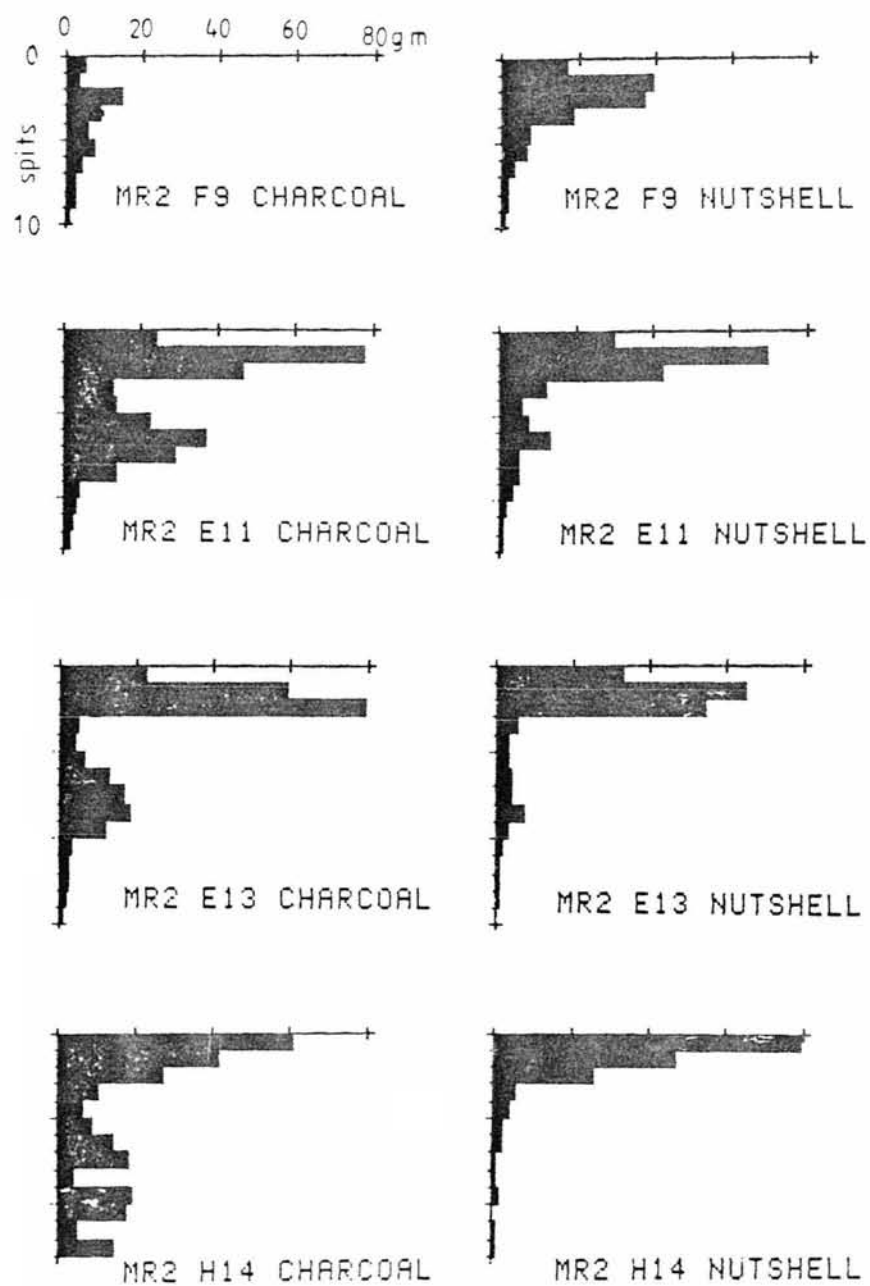 0 20 40 60 80gm
0
spits
10
MR2 F9 CHARCOAL
MR2 F9 NUTSHELL
MR2 E11 CHARCOAL
MR2 E11 NUTSHELL
MR2 E13 CHARCOAL
MR2 E13 NUTSHELL
MR2 H14 CHARCOAL
MR2 H14 NUTSHELL